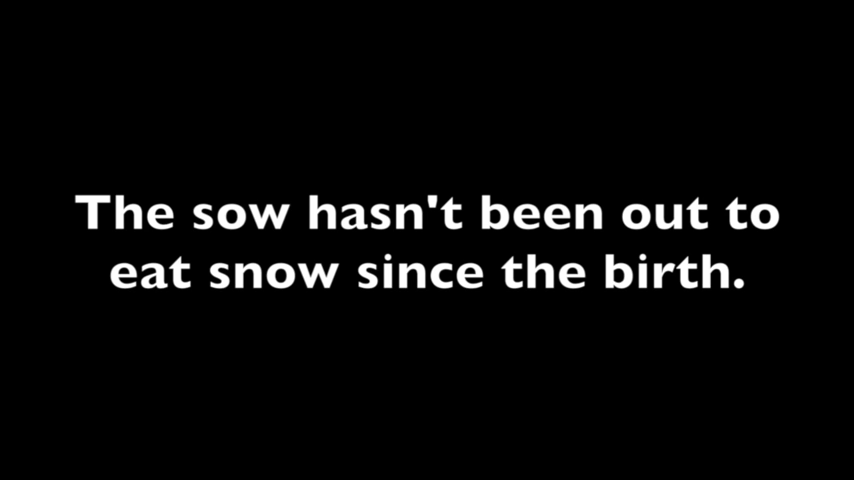 The sow hasn't been out to
eat snow since the birth.